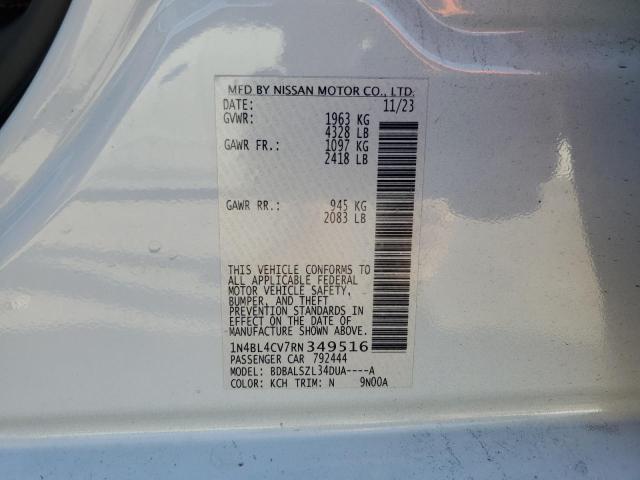 MFD BY NISSAN MOTOR CO., LTD.
DATE: 11/23
GVWR: 1963 KG
4328 LB
GAWR FR.: 1097 KG
2418 LB
GAWR RR.: 945 KG
2083 LB
THIS VEHICLE CONFORMS TO
ALL APPLICABLE FEDERAL
MOTOR VEHICLE SAFETY,
BUMPER, AND THEFT
PREVENTION STANDARDS IN
EFFECT ON THE DATE OF
MANUFACTURE SHOWN ABOVE.
1N4BL4CV7RN349516
PASSENGER CAR 792444
MODEL: BDBALSZL34DUA----A
COLOR: KCH TRIM: N 9N00A